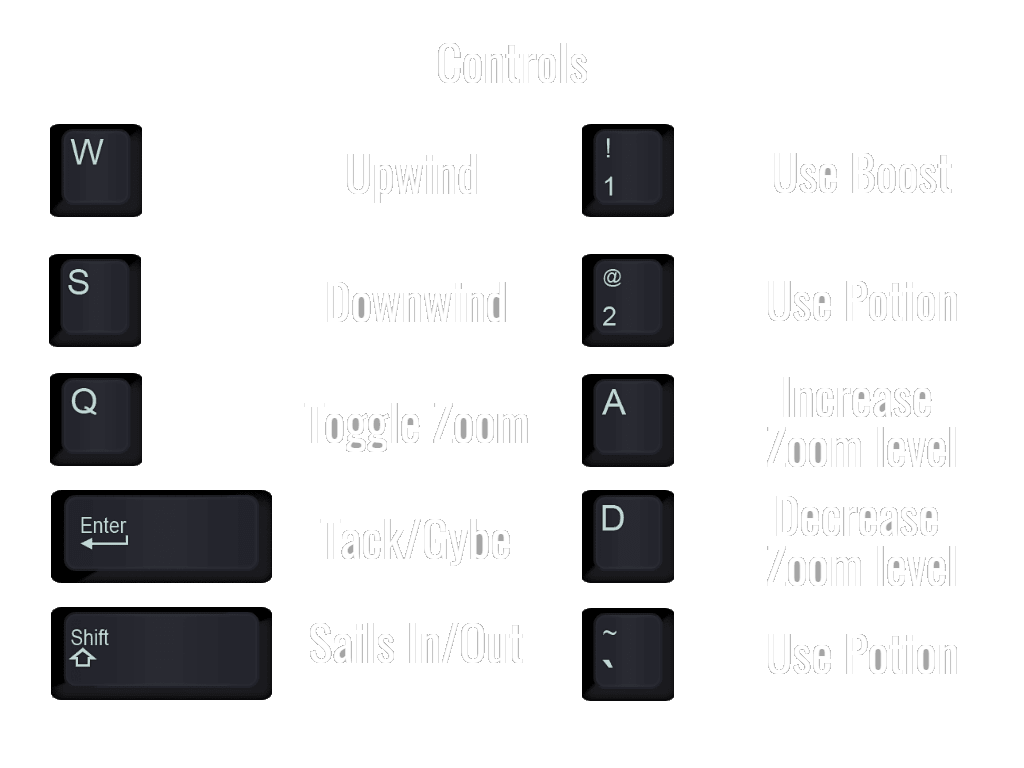 Controls
W
Upwind
!
1
Use Boost
S
Downwind
@
2
Use Potion
Q
Toggle Zoom
A
Increase
Zoom level
Enter
Tack/Gybe
D
Decrease
Zoom level
Shift
Sails In/Out
~
`
Use Potion